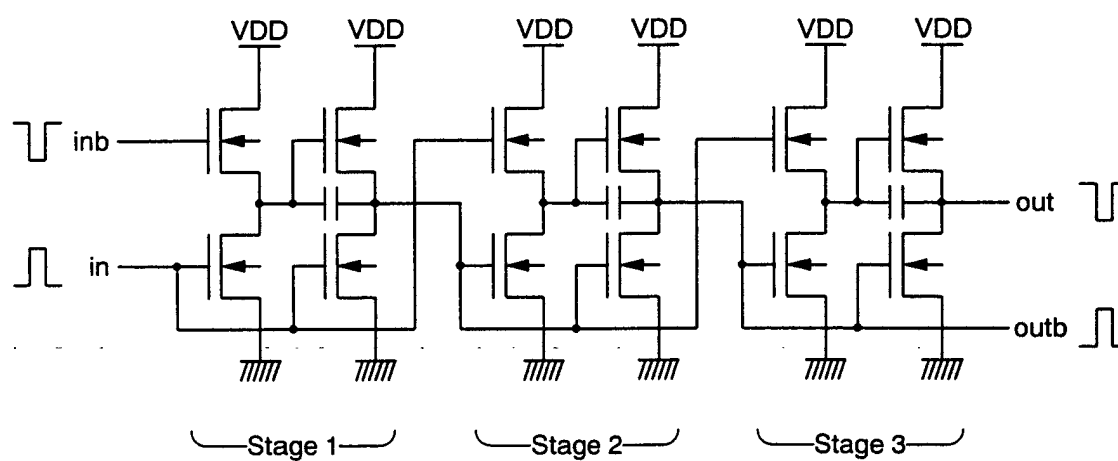 VDD VDD VDD VDD VDD VDD
inb
out
in
outb
Stage 1 Stage 2 Stage 3